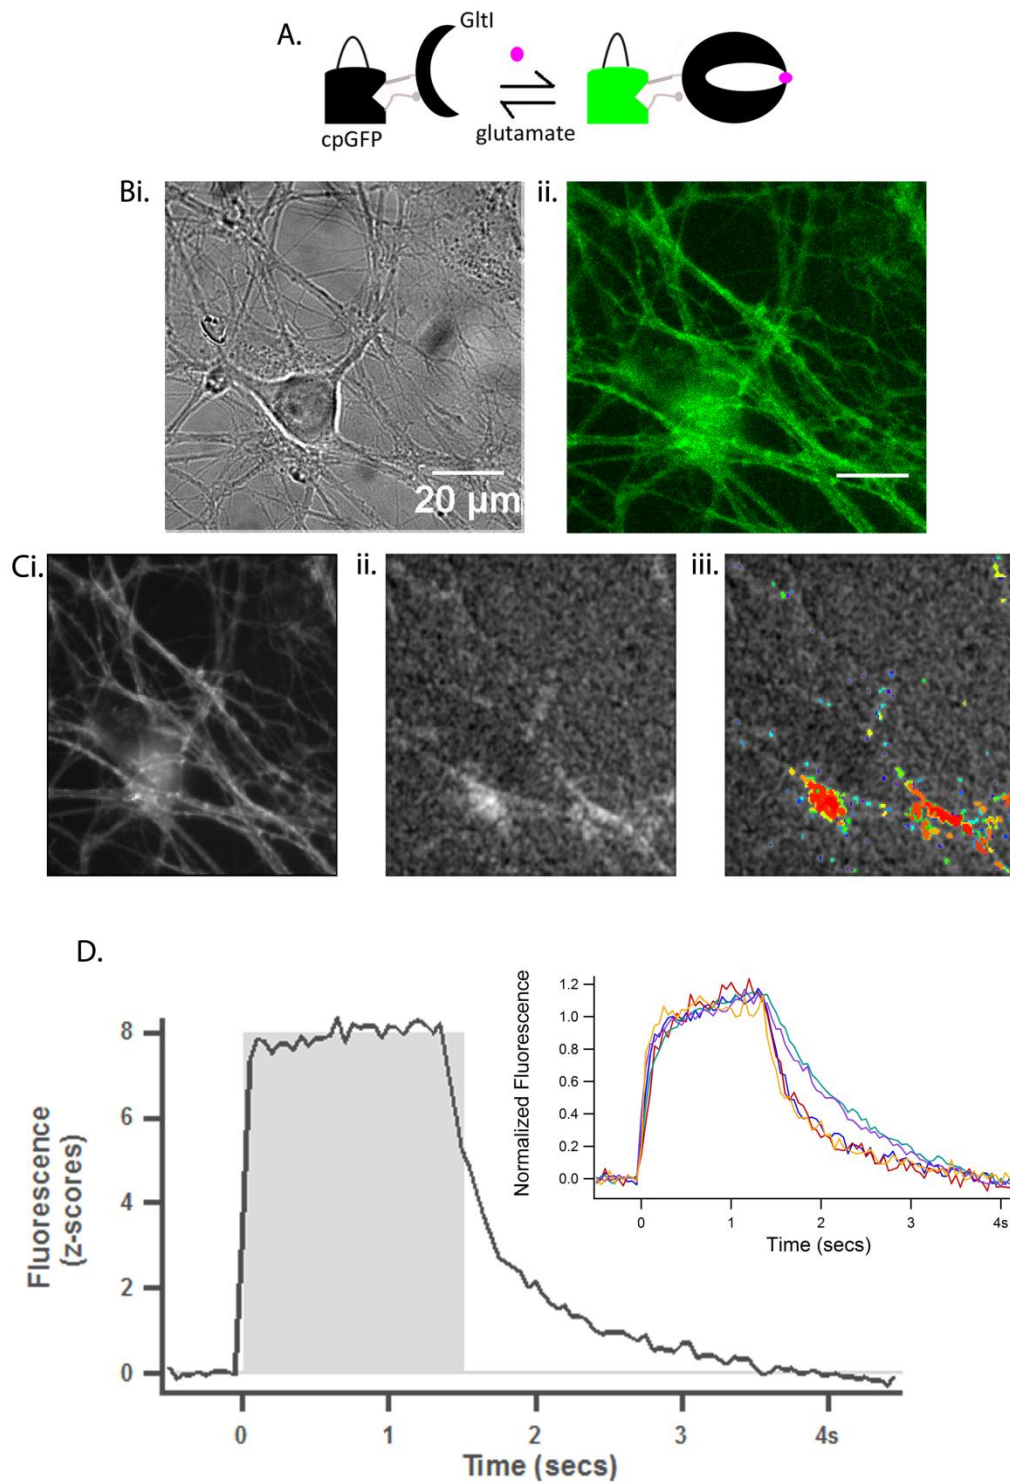 A.
GltI
cpGFP
glutamate
Bi.
20 µm
ii.
Ci.
ii.
iii.
D.
Fluorescence
(z-scores)
8
6
4
2
0
0
1
2
3
4s
Time (secs)
Normalized Fluorescence
1.2
1.0
0.8
0.6
0.4
0.2
0.0
0
1
2
3
4s
Time (secs)